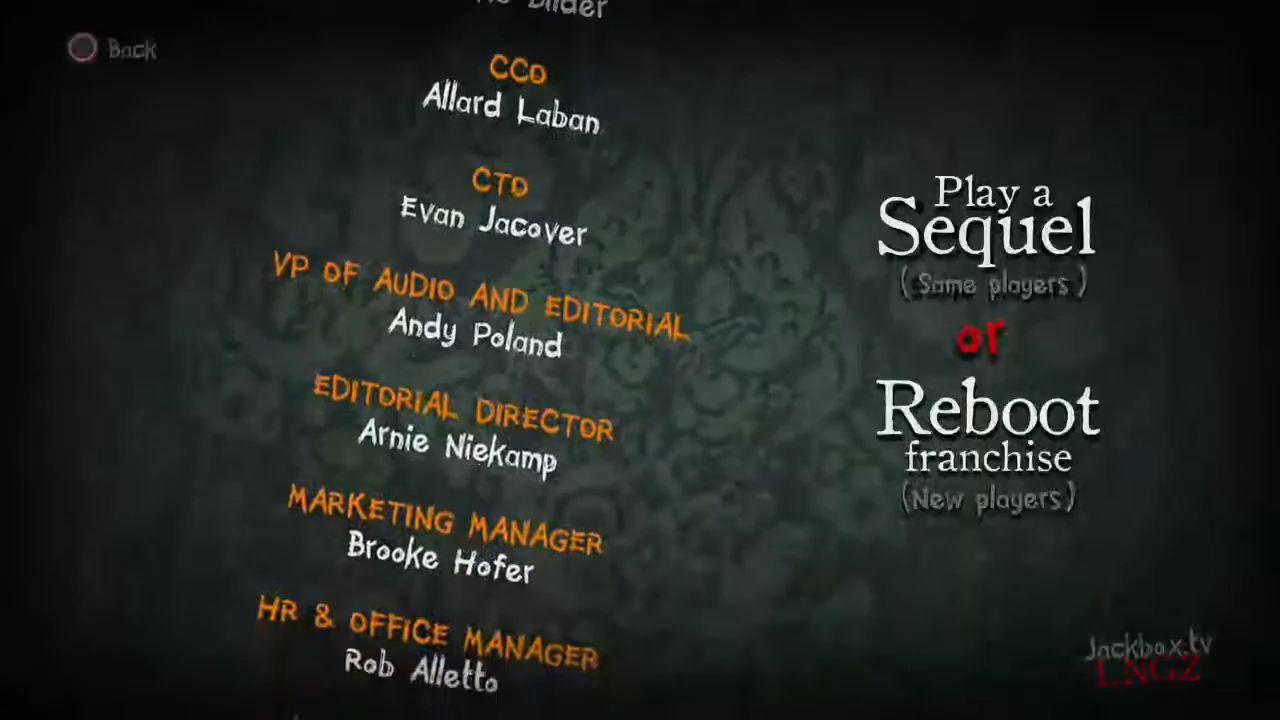 Back
CCO
Allard Laban
CTO
Evan Jacover
VP OF AUDIO AND EDITORIAL
Andy Poland
EDITORIAL DIRECTOR
Arnie Niekamp
MARKETING MANAGER
Brooke Hofer
HR & OFFICE MANAGER
Rob Alletto
Play a
Sequel
(Same players)
or
Reboot
franchise
(New players)
Jackbox.tv
LNGZ